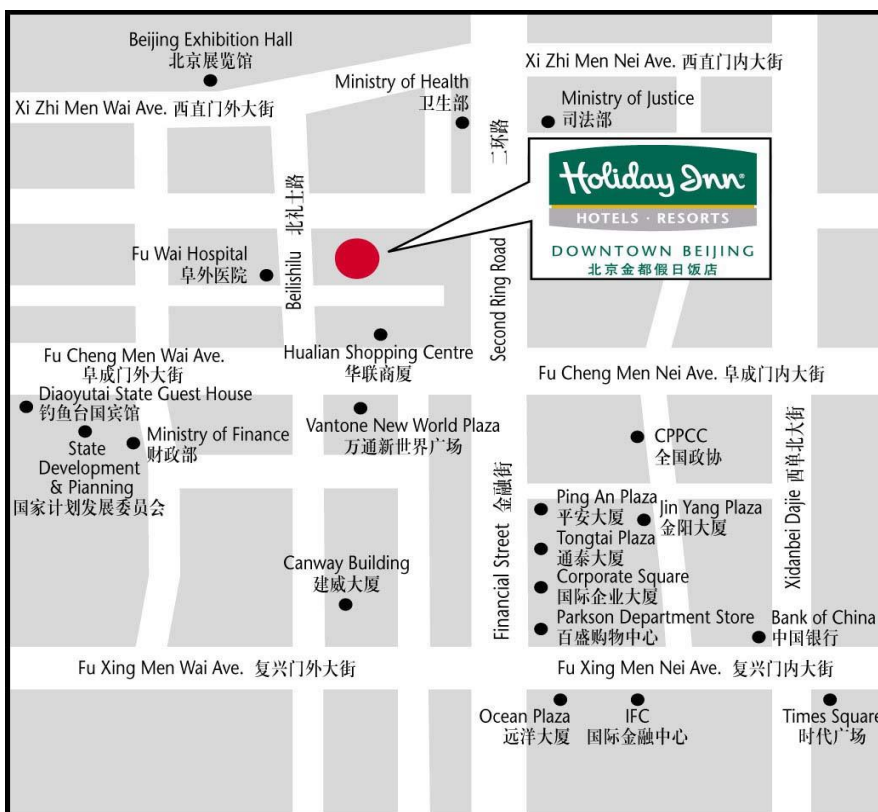 Beijing Exhibition Hall
北京展览馆
Xi Zhi Men Nei Ave. 西直门内大街
Ministry of Health
卫生部
Ministry of Justice
司法部
Xi Zhi Men Wai Ave. 西直门外大街
二环路
Holiday Inn®
HOTELS · RESORTS
DOWNTOWN BEIJING
北京金都假日饭店
Beilishilu 北礼士路
Fu Wai Hospital
阜外医院
Second Ring Road
Hualian Shopping Centre
华联商厦
Fu Cheng Men Wai Ave.
阜成门外大街
Fu Cheng Men Nei Ave. 阜成门内大街
Diaoyutai State Guest House
钓鱼台国宾馆
Ministry of Finance
财政部
State
Development
& Planning
国家计划发展委员会
Vantone New World Plaza
万通新世界广场
CPPCC
全国政协
Xidanbei Dajie 西单北大街
Financial Street 金融街
Ping An Plaza
平安大厦
Jin Yang Plaza
金阳大厦
Tongtai Plaza
通泰大厦
Canway Building
建威大厦
Corporate Square
国际企业大厦
Parkson Department Store
百盛购物中心
Bank of China
中国银行
Fu Xing Men Wai Ave. 复兴门外大街
Fu Xing Men Nei Ave. 复兴门内大街
Ocean Plaza
远洋大厦
IFC
国际金融中心
Times Square
时代广场